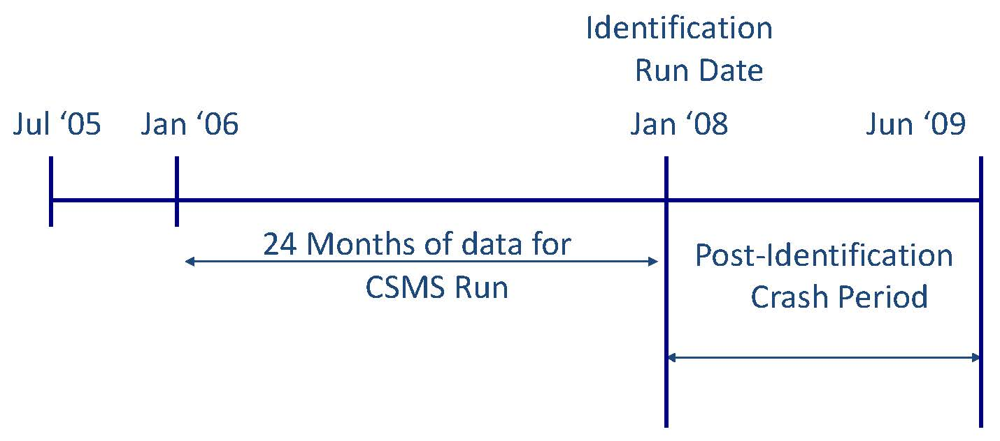 Identification
Run Date
Jul ‘05
Jan ‘06
Jan ‘08
Jun ‘09
24 Months of data for
CSMS Run
Post-Identification
Crash Period